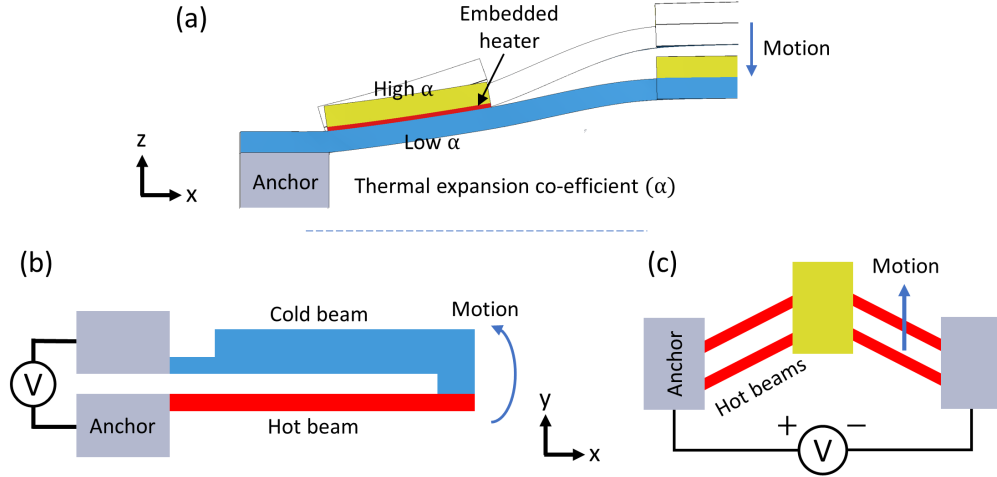 (a)
Embedded
heater
High α
Motion
Low α
z
x
Anchor
Thermal expansion co-efficient (α)
(b)
Cold beam
Motion
V
Anchor
Hot beam
y
x
(c)
Motion
Anchor
Hot beams
+
−
V